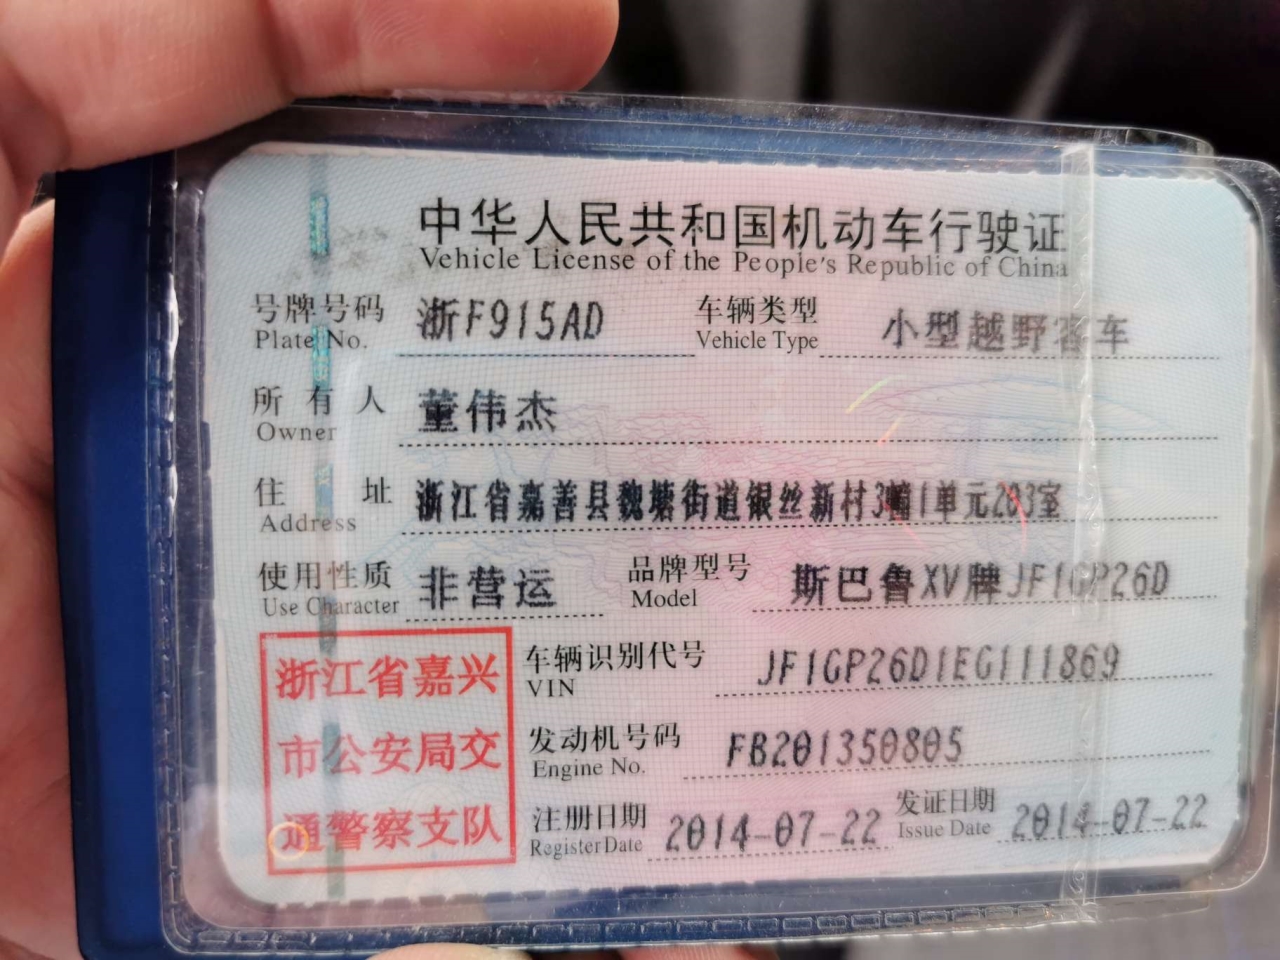 中华人民共和国机动车行驶证
Vehicle License of the People's Republic of China
号牌号码 浙F915AD 车辆类型 小型越野客车
Plate No. Vehicle Type
所有人 董伟杰
Owner
住址 浙江省嘉善县魏塘街道银丝新村3幢1单元203室
Address
使用性质 非营运 品牌型号 斯巴鲁XV牌JF1GP26D
Use Character Model
车辆识别代号 JF1GP26D1EG111869
VIN
发动机号码 FB20135O805
Engine No.
注册日期 2014-07-22 发证日期 2014-07-22
Register Date Issue Date
浙江省嘉兴
市公安局交
通警察支队